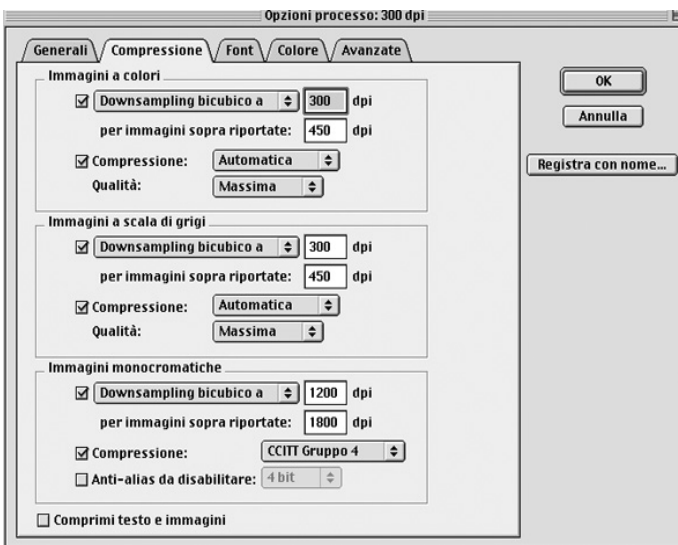 Opzioni processo: 300 dpi
Generali Compressione Font Colore Avanzate
Immagini a colori
Downsampling bicubico a 300 dpi
per immagini sopra riportate: 450 dpi
Compressione: Automatica
Qualità: Massima
Immagini a scala di grigi
Downsampling bicubico a 300 dpi
per immagini sopra riportate: 450 dpi
Compressione: Automatica
Qualità: Massima
Immagini monocromatiche
Downsampling bicubico a 1200 dpi
per immagini sopra riportate: 1800 dpi
Compressione: CCITT Gruppo 4
Anti-alias da disabilitare: 4 bit
Comprimi testo e immagini
OK
Annulla
Registra con nome...